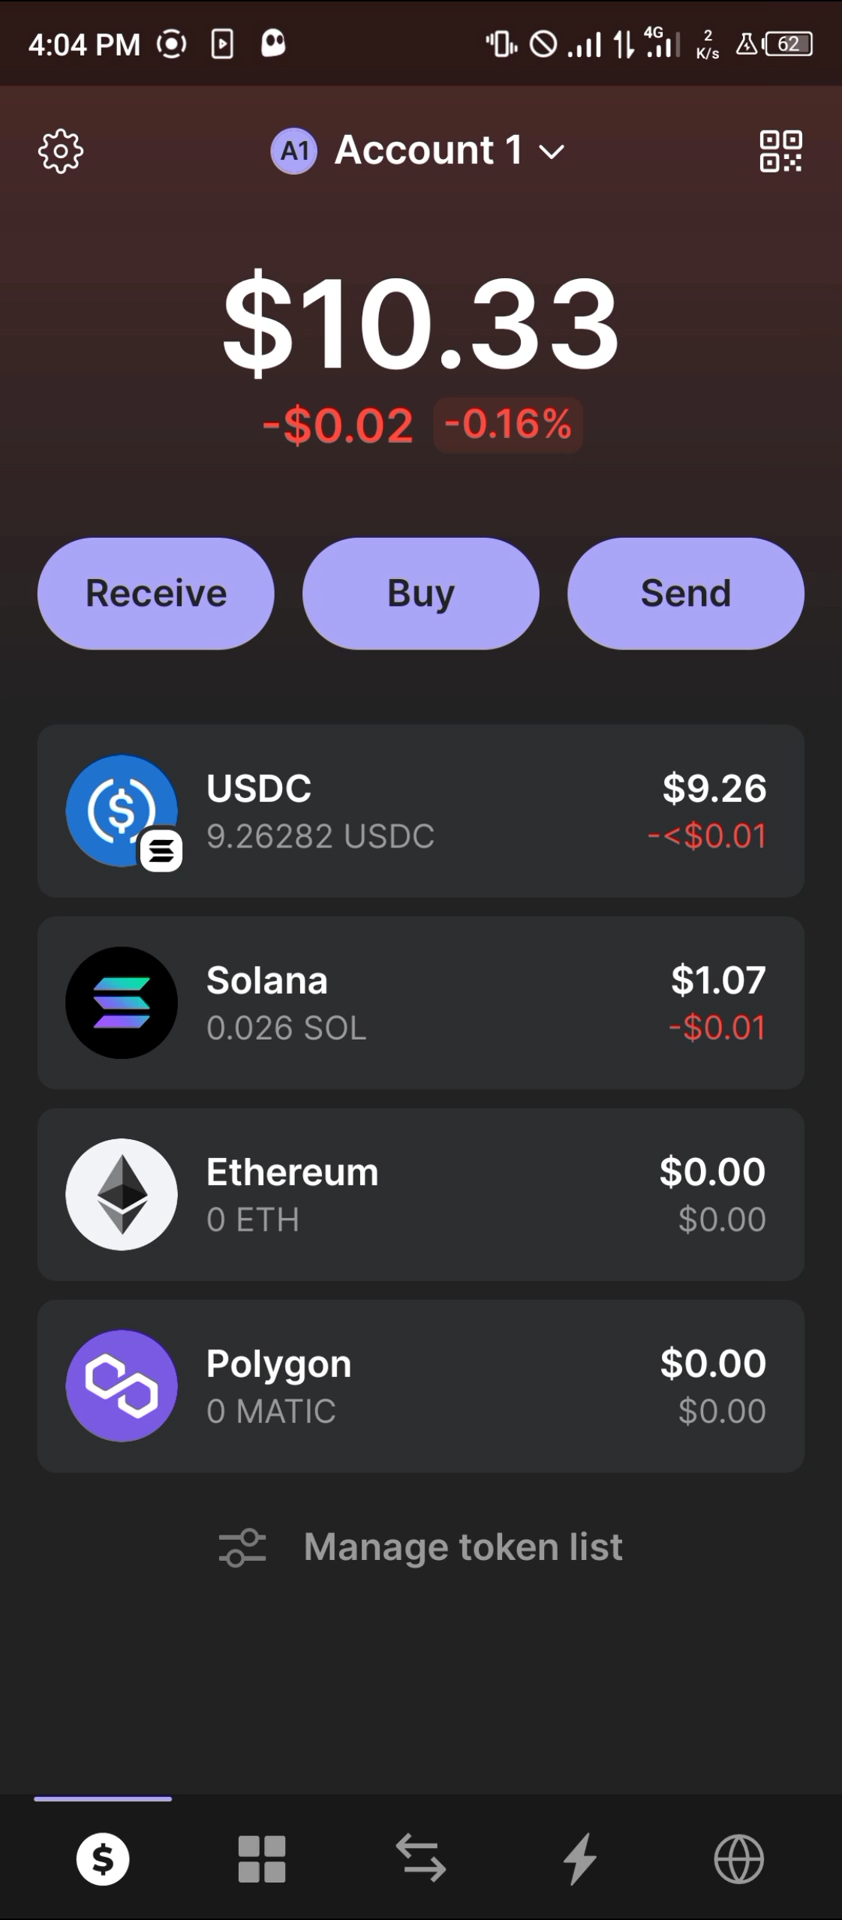 4:04 PM 4G 2 K/s 62
A1 Account 1
$10.33
-$0.02 -0.16%
Receive Buy Send
USDC $9.26
9.26282 USDC -<$0.01
Solana $1.07
0.026 SOL -$0.01
Ethereum $0.00
0 ETH $0.00
Polygon $0.00
0 MATIC $0.00
Manage token list